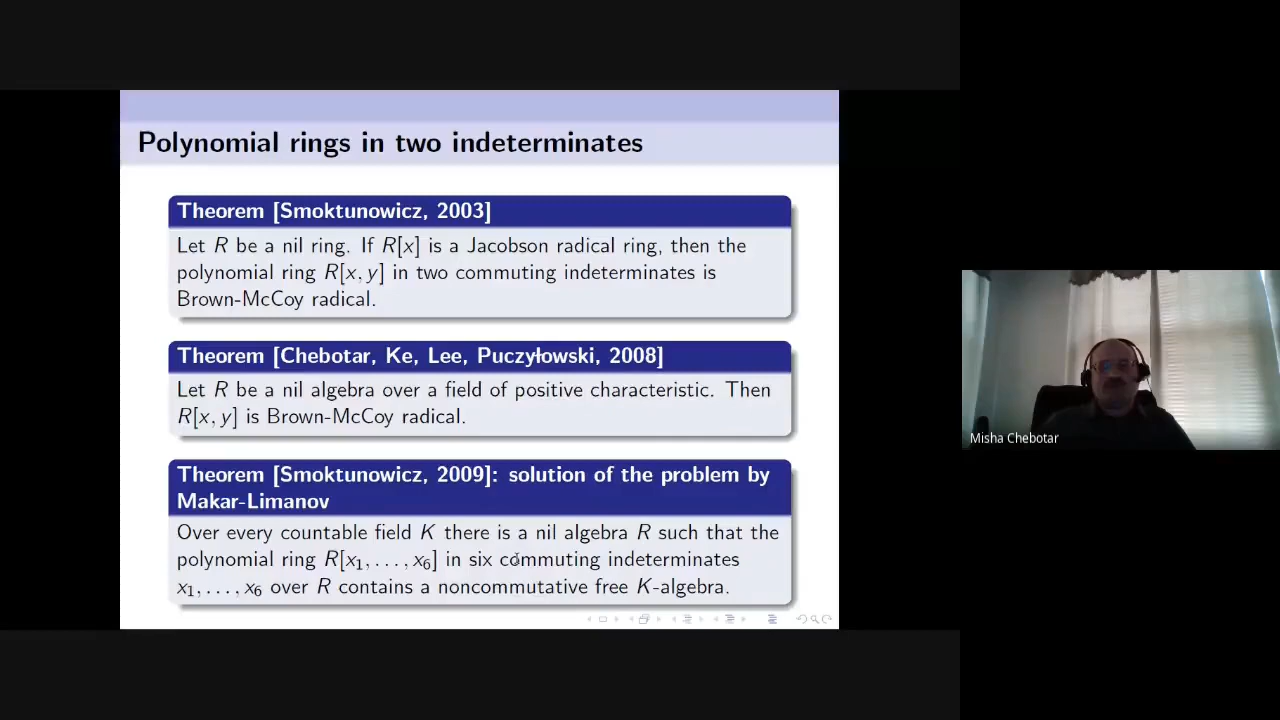 Polynomial rings in two indeterminates
Theorem [Smoktunowicz, 2003]
Let R be a nil ring. If R[x] is a Jacobson radical ring, then the
polynomial ring R[x, y] in two commuting indeterminates is
Brown-McCoy radical.
Theorem [Chebotar, Ke, Lee, Puczyłowski, 2008]
Let R be a nil algebra over a field of positive characteristic. Then
R[x, y] is Brown-McCoy radical.
Theorem [Smoktunowicz, 2009]: solution of the problem by
Makar-Limanov
Over every countable field K there is a nil algebra R such that the
polynomial ring R[x₁, . . . , x₆] in six commuting indeterminates
x₁, . . . , x₆ over R contains a noncommutative free K-algebra.
Misha Chebotar